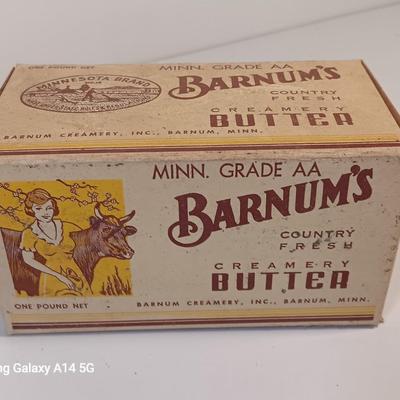 MINN. GRADE AA
ONE POUND NET
MINNESOTA BRAND
BARNUM'S
COUNTRY
FRESH
CREAMERY
BUTTER
BARNUM CREAMERY, INC., BARNUM, MINN.
MINN. GRADE AA
BARNUM'S
COUNTRY
FRESH
CREAMERY
BUTTER
ONE POUND NET
BARNUM CREAMERY, INC., BARNUM, MINN.
Galaxy A14 5G